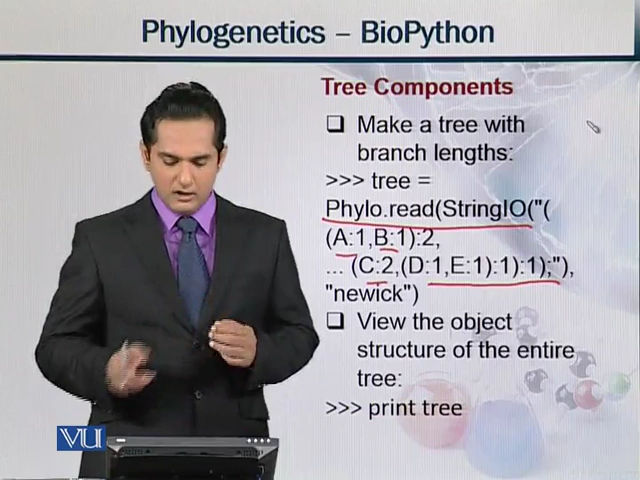 Phylogenetics – BioPython
Tree Components
❑ Make a tree with
branch lengths:
>>> tree =
Phylo.read(StringIO("(
(A:1,B:1):2,
... (C:2,(D:1,E:1):1):1);"),
"newick")
❑ View the object
structure of the entire
tree:
>>> print tree
VU